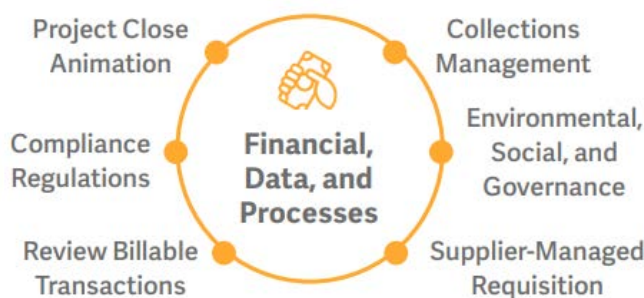 Project Close
Animation
Collections
Management
Compliance
Regulations
Financial,
Data, and
Processes
Environmental,
Social, and
Governance
Review Billable
Transactions
Supplier-Managed
Requisition